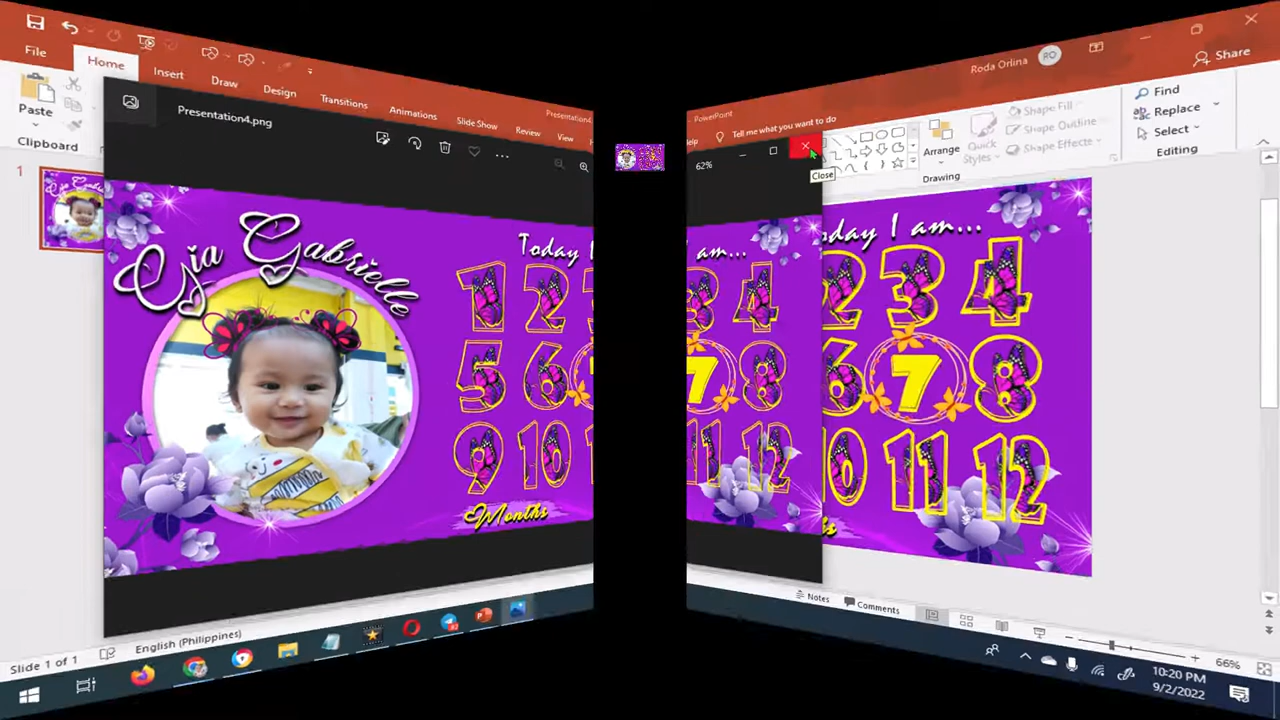 File
Home
Insert
Draw
Design
Transitions
Animations
Slide Show
Review
View
Presentation4
PowerPoint
Tell me what you want to do
Roda Orlina
RO
Share
Paste
Clipboard
Arrange
Quick
Styles
Shape Fill
Shape Outline
Shape Effects
Drawing
Find
Replace
Select
Editing
Presentation4.png
62%
Close
1
Gia Gabrielle
Today I am...
1 2 3 4
5 6 7 8
9 10 11 12
Months
day I am...
2 3 4
6 7 8
10 11 12
Slide 1 of 1
English (Philippines)
Notes
Comments
66%
10:20 PM
9/2/2022